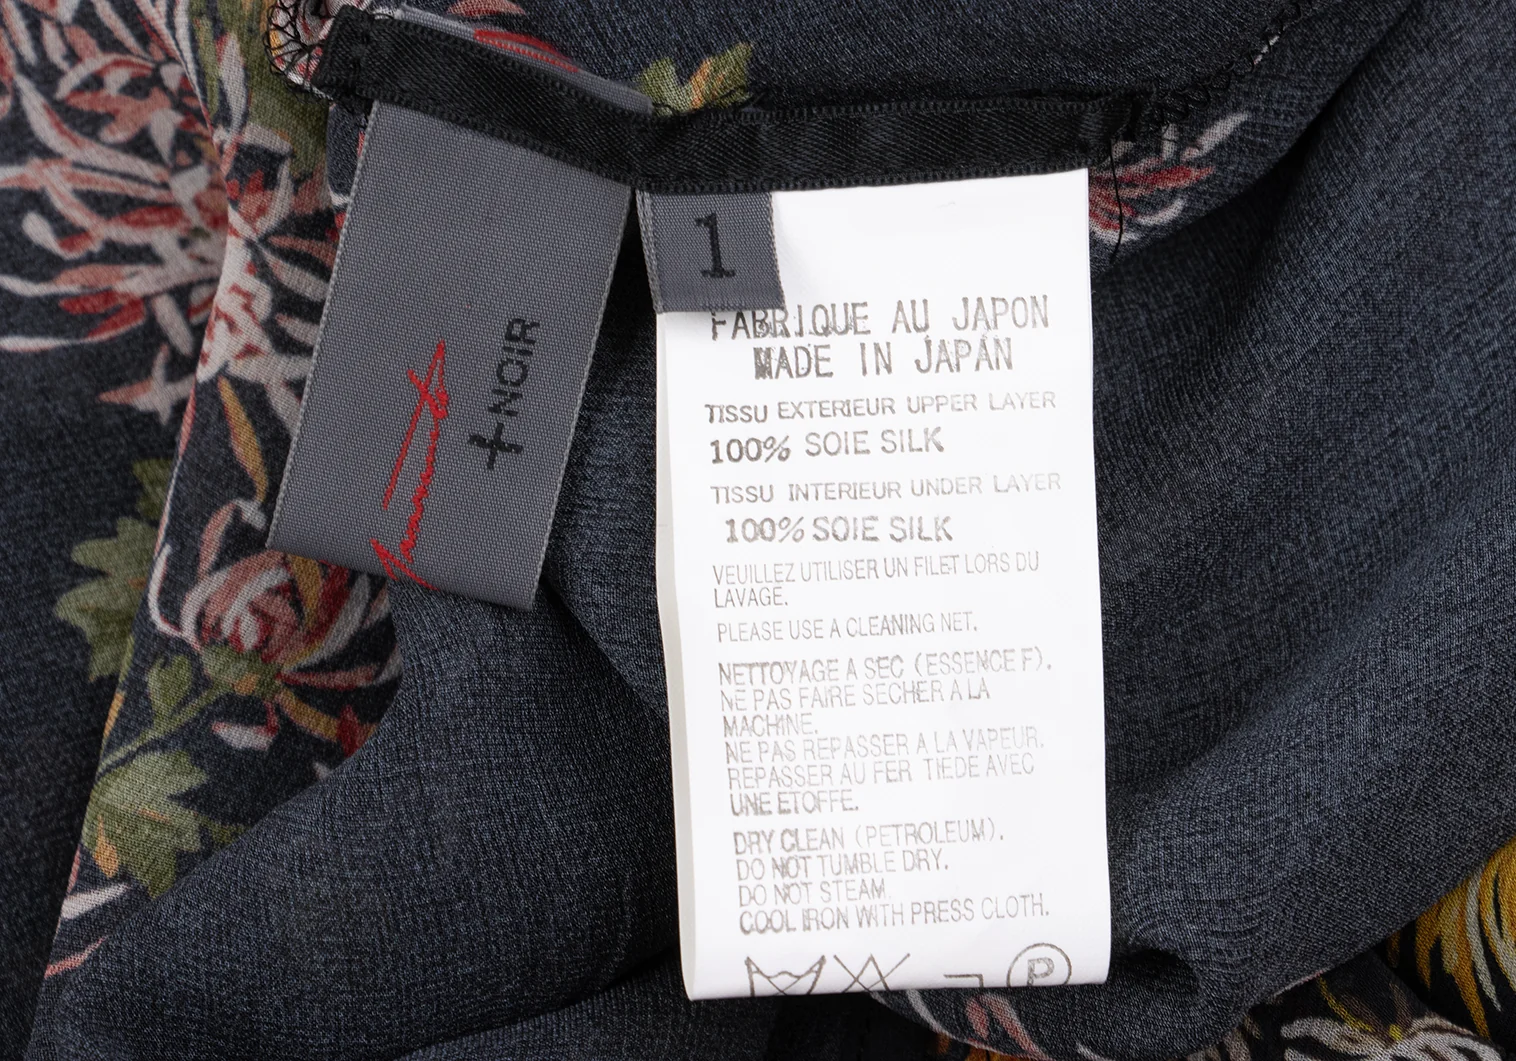 +NOIR
1
FABRIQUE AU JAPON
MADE IN JAPAN
TISSU EXTERIEUR UPPER LAYER
100% SOIE SILK
TISSU INTERIEUR UNDER LAYER
100% SOIE SILK
VEUILLEZ UTILISER UN FILET LORS DU
LAVAGE.
PLEASE USE A CLEANING NET.
NETTOYAGE A SEC (ESSENCE F).
NE PAS FAIRE SECHER A LA
MACHINE.
NE PAS REPASSER A LA VAPEUR.
REPASSER AU FER TIEDE AVEC
UNE ETOFFE.
DRY CLEAN (PETROLEUM).
DO NOT TUMBLE DRY.
DO NOT STEAM.
COOL IRON WITH PRESS CLOTH.
P